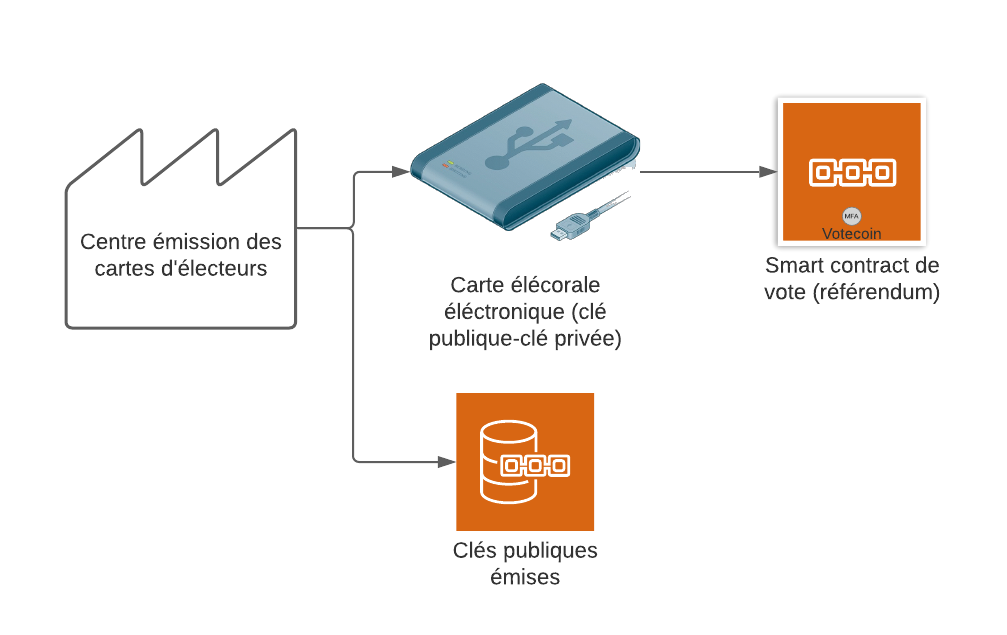 Centre émission des
cartes d'électeurs
Carte élécorale
éléctronique (clé
publique-clé privée)
MFA
Votecoin
Smart contract de
vote (référendum)
Clés publiques
émises